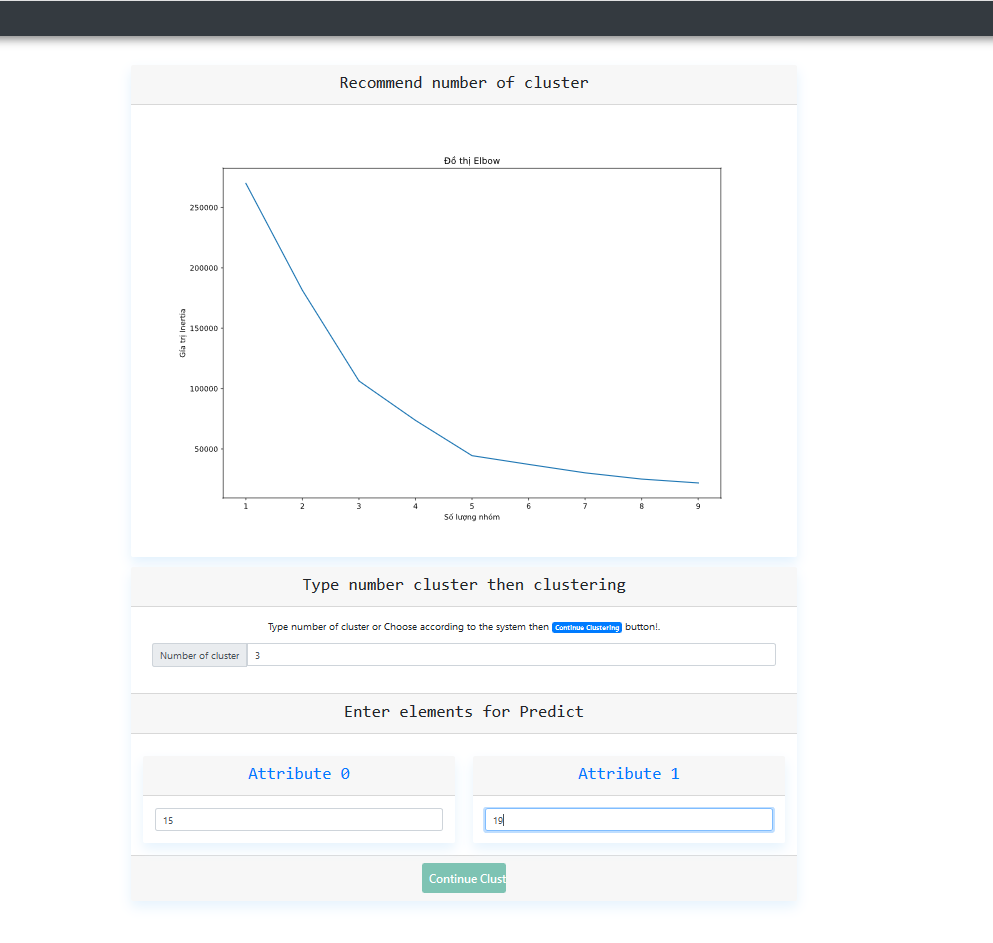 Recommend number of cluster
Đồ thị Elbow
250000
200000
150000
100000
50000
Gía trị Inertia
1 2 3 4 5 6 7 8 9
Số lượng nhóm
Type number cluster then clustering
Type number of cluster or Choose according to the system then Continue Clustering button!.
Number of cluster 3
Enter elements for Predict
Attribute 0 Attribute 1
15 19
Continue Clust